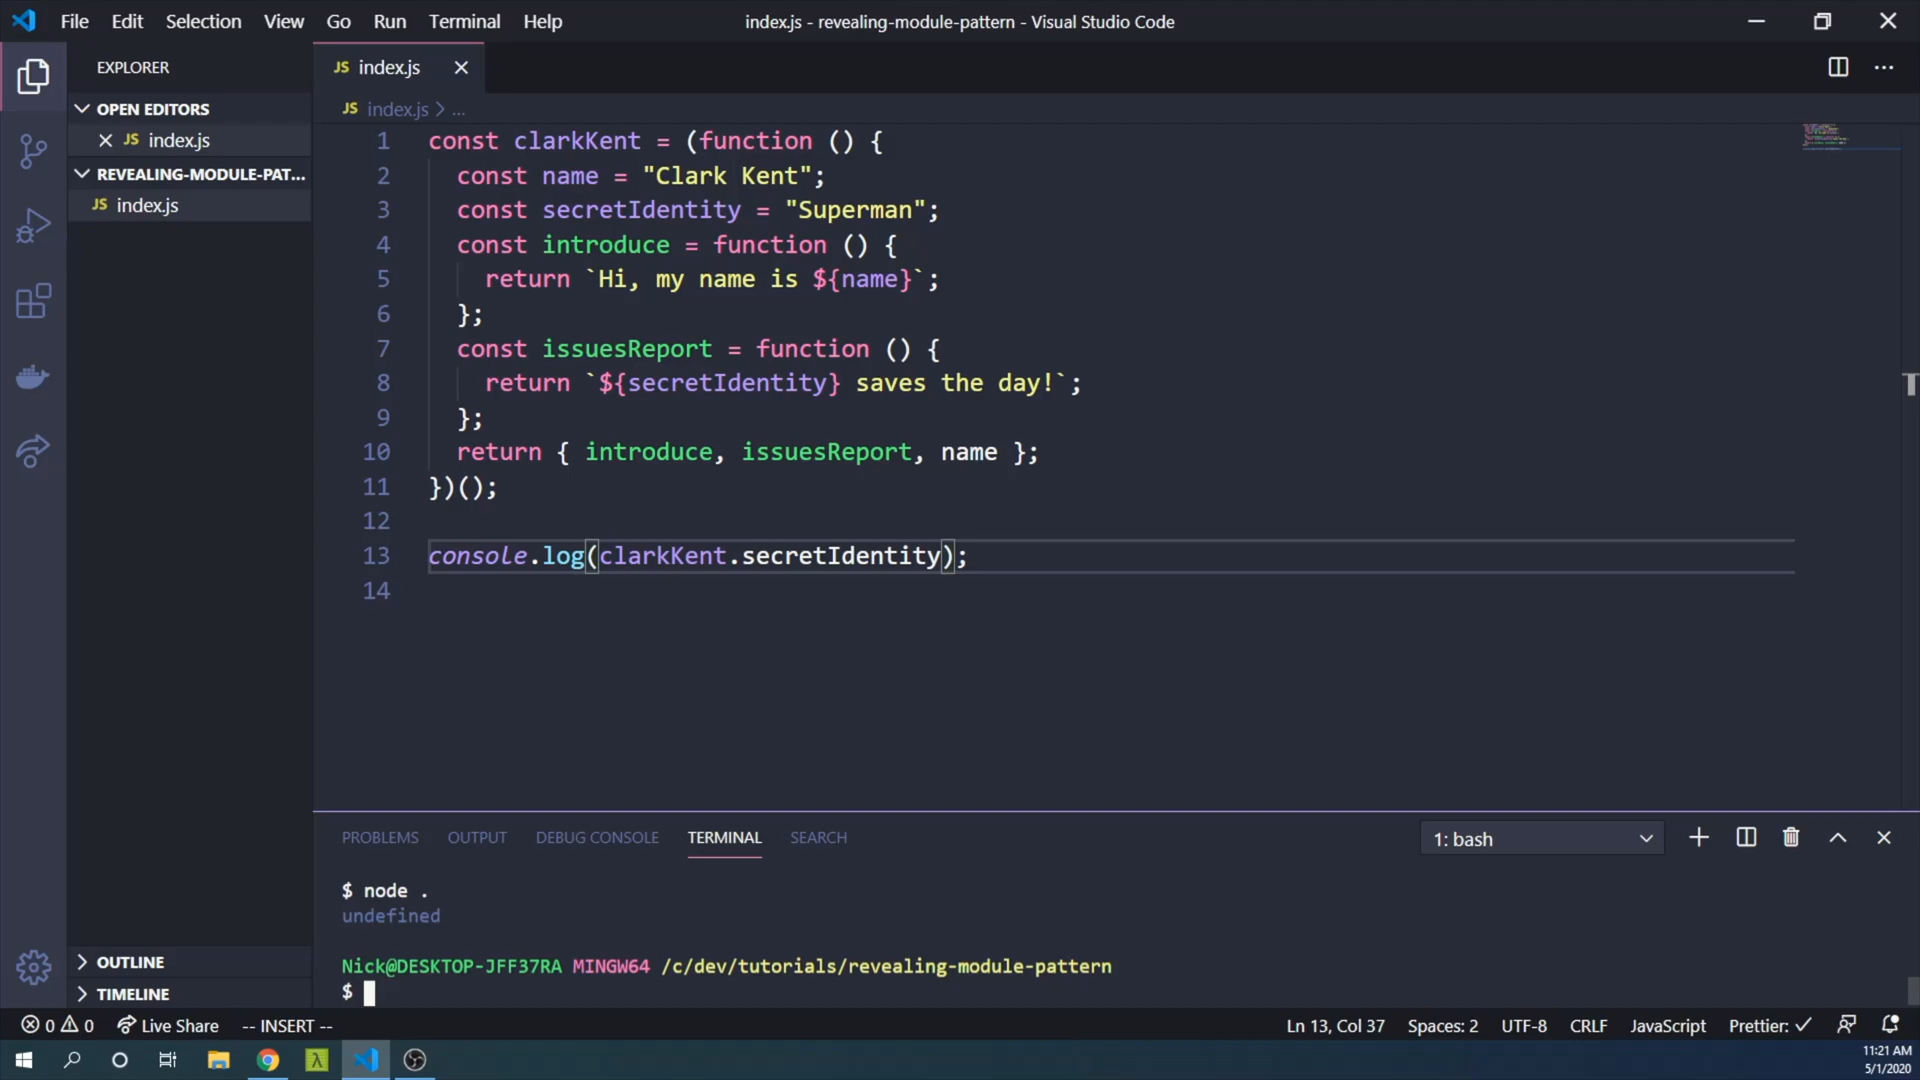 File Edit Selection View Go Run Terminal Help
index.js - revealing-module-pattern - Visual Studio Code
EXPLORER
OPEN EDITORS
JS index.js
REVEALING-MODULE-PAT...
JS index.js
OUTLINE
TIMELINE
JS index.js
JS index.js > ...
1 const clarkKent = (function () {
2   const name = "Clark Kent";
3   const secretIdentity = "Superman";
4   const introduce = function () {
5     return `Hi, my name is ${name}`;
6   };
7   const issuesReport = function () {
8     return `${secretIdentity} saves the day!`;
9   };
10   return { introduce, issuesReport, name };
11 })();
12
13 console.log(clarkKent.secretIdentity);
14
PROBLEMS OUTPUT DEBUG CONSOLE TERMINAL SEARCH
1: bash
$ node .
undefined
Nick@DESKTOP-JFF37RA MINGW64 /c/dev/tutorials/revealing-module-pattern
$
0 0 Live Share -- INSERT --
Ln 13, Col 37 Spaces: 2 UTF-8 CRLF JavaScript Prettier: ✓
11:21 AM
5/1/2020